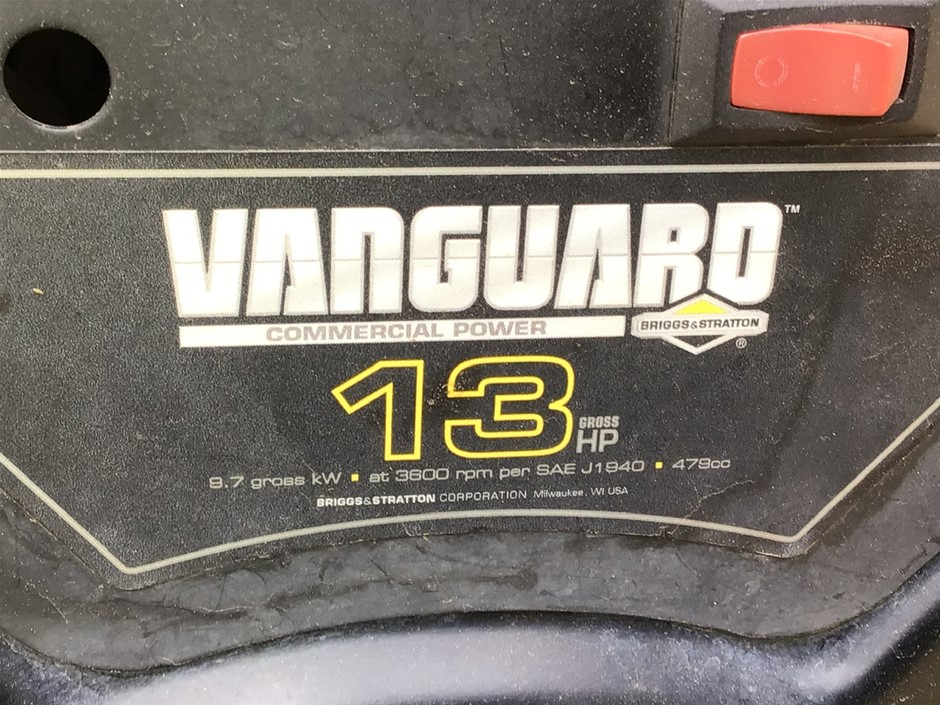 VANGUARD™
COMMERCIAL POWER
BRIGGS&STRATTON®
13
GROSS
HP
9.7 gross kW ▪ at 3600 rpm per SAE J1940 ▪ 479cc
BRIGGS&STRATTON CORPORATION Milwaukee, WI USA